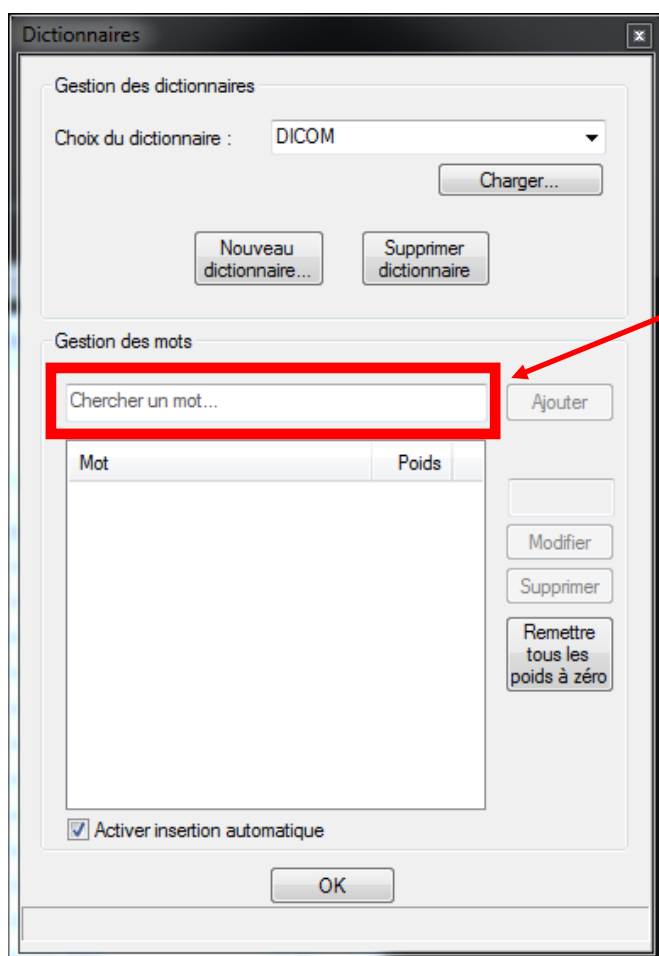 Dictionnaires
Gestion des dictionnaires
Choix du dictionnaire :
DICOM
Charger...
Nouveau
dictionnaire...
Supprimer
dictionnaire
Gestion des mots
Chercher un mot...
Ajouter
Mot
Poids
Modifier
Supprimer
Remettre
tous les
poids à zéro
Activer insertion automatique
OK